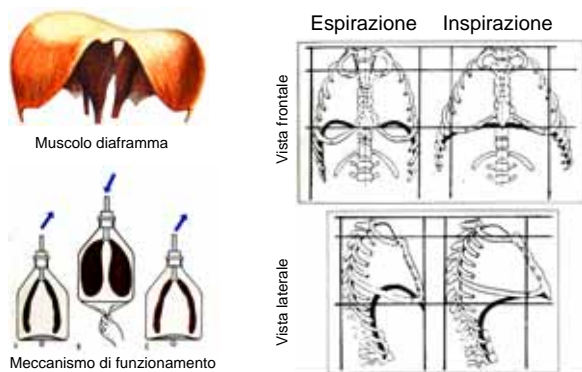 Muscolo diaframma
Meccanismo di funzionamento
Espirazione Inspirazione
Vista frontale
Vista laterale